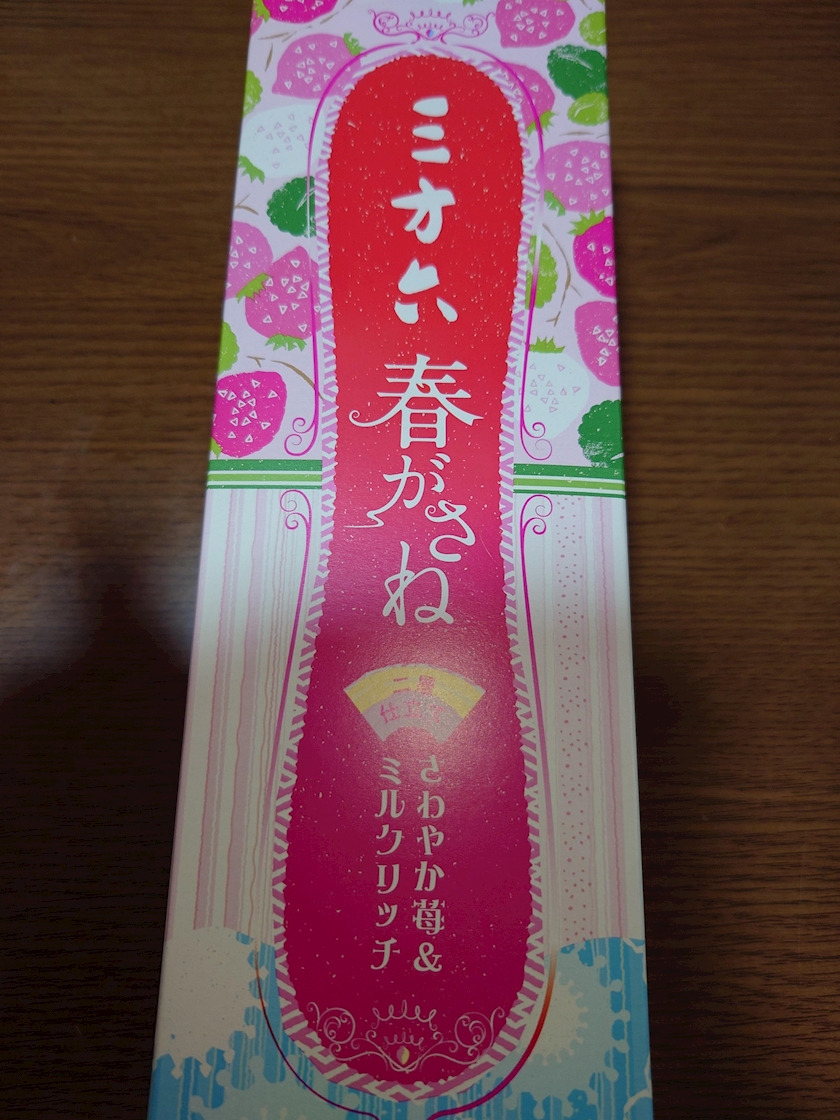 三方六
春がさね
二層
仕立て
さわやか苺&
ミルクリッチ